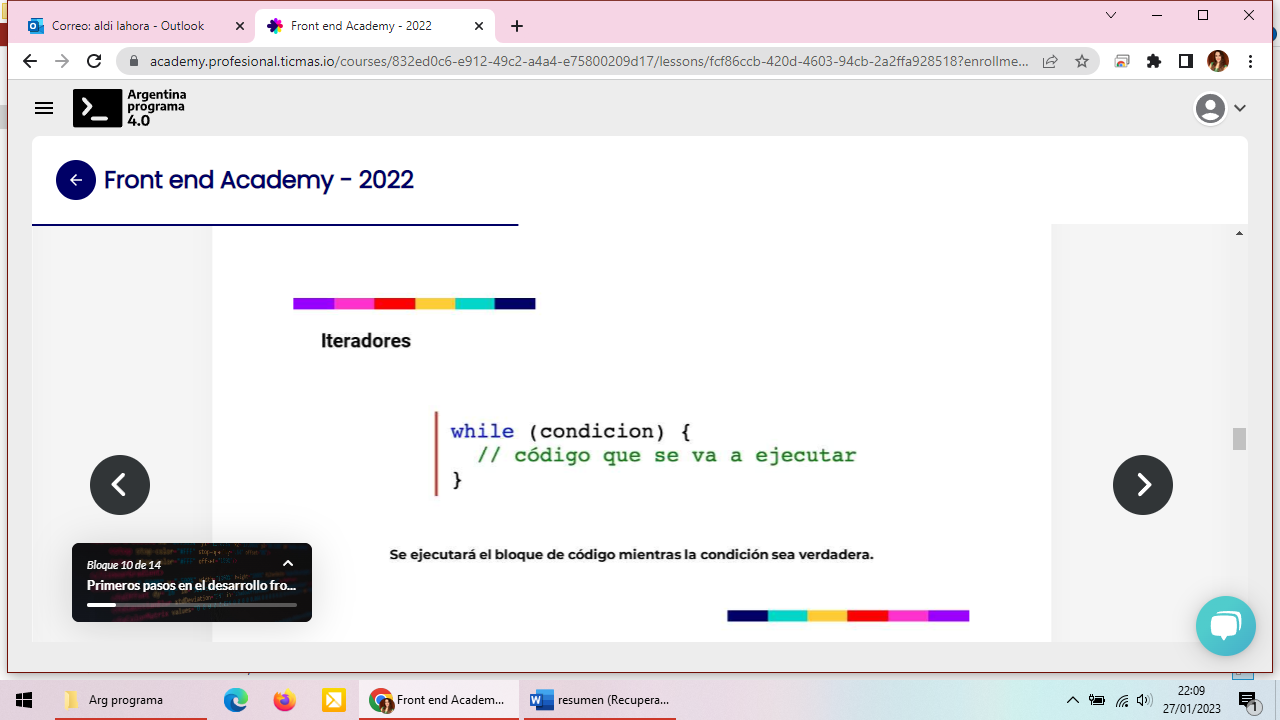 Correo: aldi lahora - Outlook
Front end Academy - 2022
academy.profesional.ticmas.io/courses/832ee0c6-e912-4925-a4a4-e75800209d17/lessons/fcf86ccb-420d-4603-94cb-2a2ffa928518?enrollme...
Argentina
programa
4.0
Front end Academy - 2022
Iteradores
while (condicion) {
// código que se va a ejecutar
}
Se ejecutará el bloque de código mientras la condición sea verdadera.
Bloque 10 de 14
Primeros pasos en el desarrollo fro...
Arg programa
Front end Academ...
resumen (Recupera...
22:09
27/01/2023
1